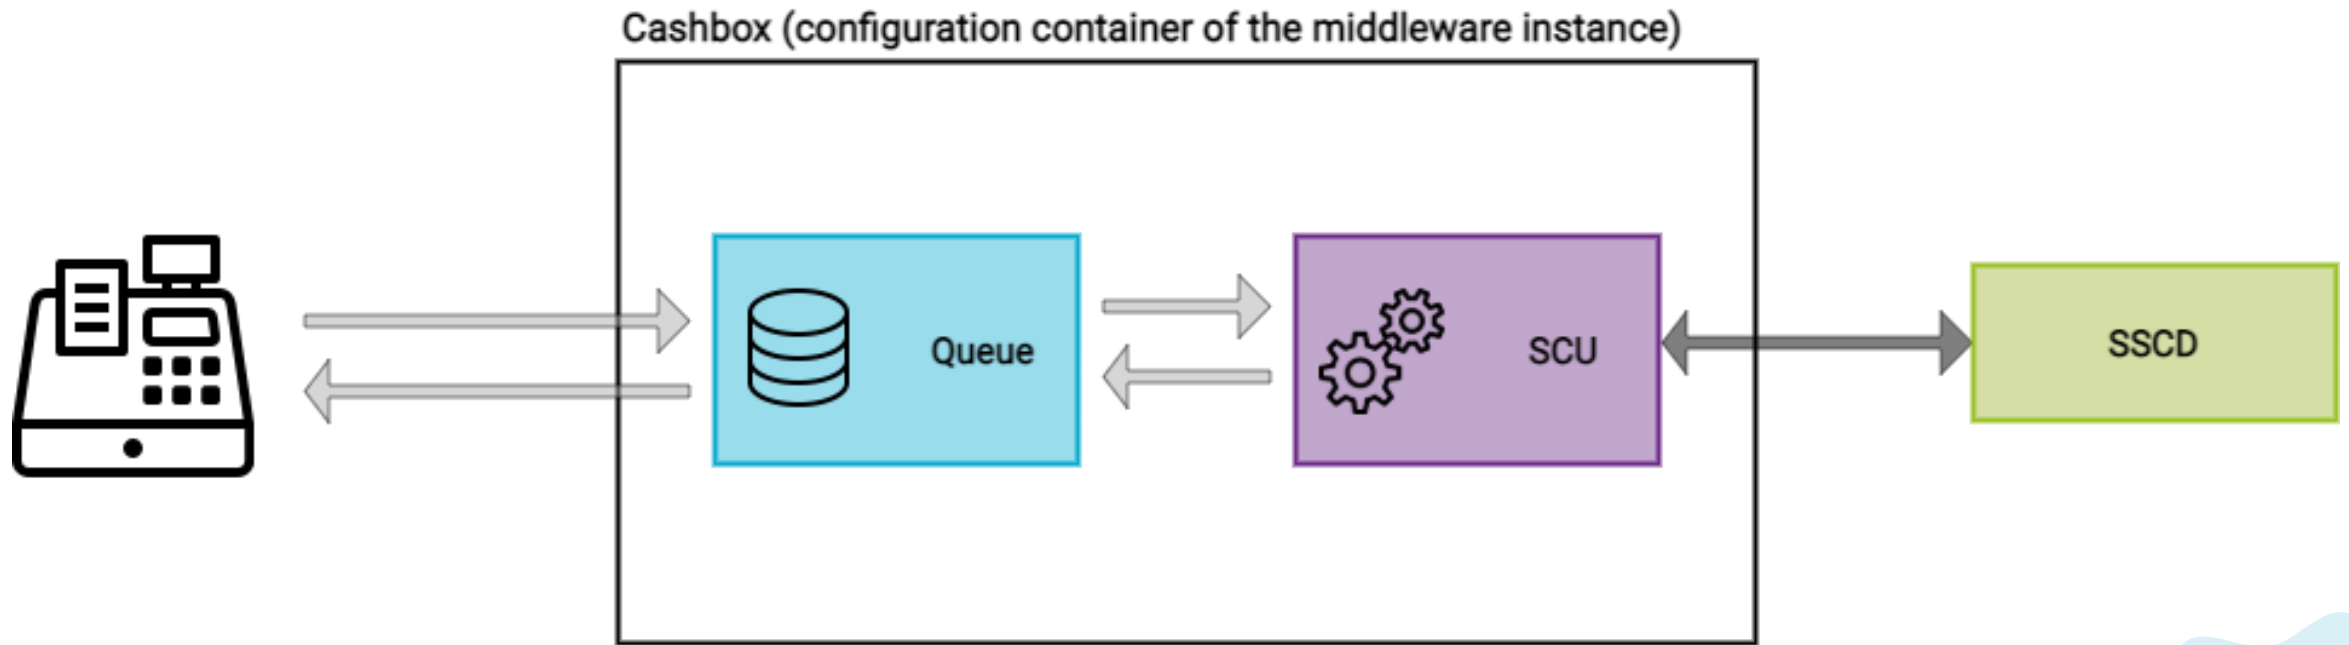 Cashbox (configuration container of the middleware instance)
Queue
SCU
SSCD